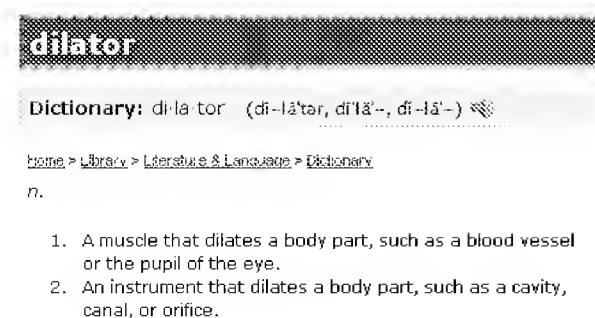 dilator
Dictionary: di·la·tor (dī-lā'tər, dī'lā'-, dĭ-lā'-)
Home > Library > Literature & Language > Dictionary
n.
1. A muscle that dilates a body part, such as a blood vessel
or the pupil of the eye.
2. An instrument that dilates a body part, such as a cavity,
canal, or orifice.